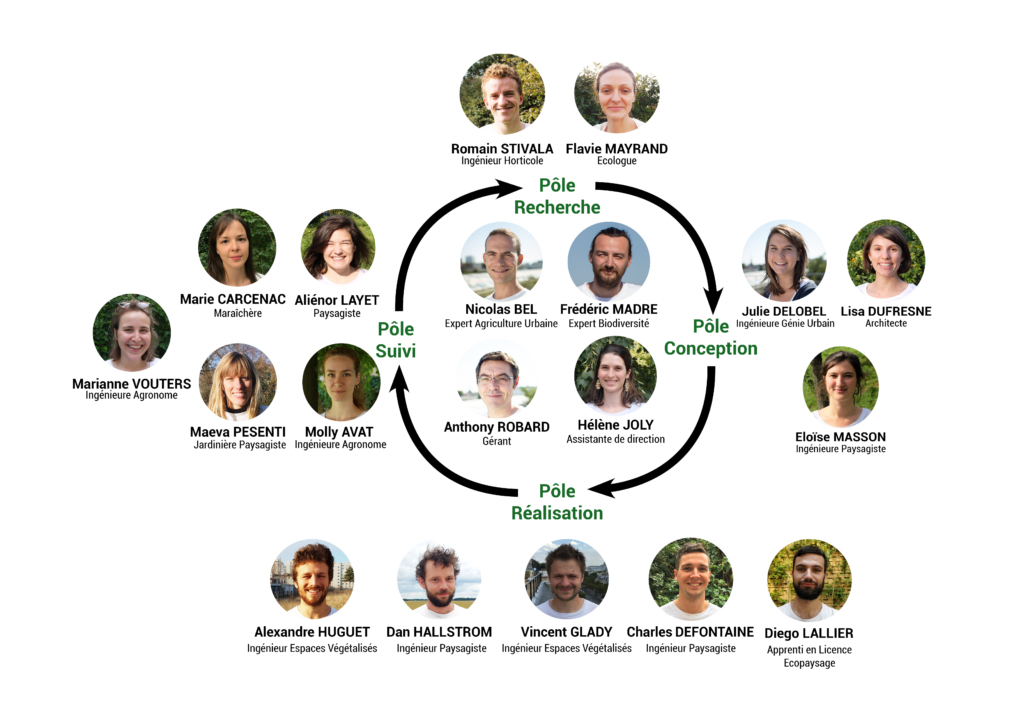 Romain STIVALA
Ingénieur Horticole
Flavie MAYRAND
Ecologue
Pôle
Recherche
Marie CARCENAC
Maraîchère
Aliénor LAYET
Paysagiste
Nicolas BEL
Expert Agriculture Urbaine
Frédéric MADRE
Expert Biodiversité
Julie DELOBEL
Ingénieure Génie Urbain
Lisa DUFRESNE
Architecte
Pôle
Suivi
Pôle
Conception
Marianne VOUTERS
Ingénieure Agronome
Maeva PESENTI
Jardinière Paysagiste
Molly AVAT
Ingénieure Agronome
Anthony ROBARD
Gérant
Hélène JOLY
Assistante de direction
Eloïse MASSON
Ingénieure Paysagiste
Pôle
Réalisation
Alexandre HUGUET
Ingénieur Espaces Végétalisés
Dan HALLSTROM
Ingénieur Paysagiste
Vincent GLADY
Ingénieur Espaces Végétalisés
Charles DEFONTAINE
Ingénieur Paysagiste
Diego LALLIER
Apprenti en Licence
Ecopaysage